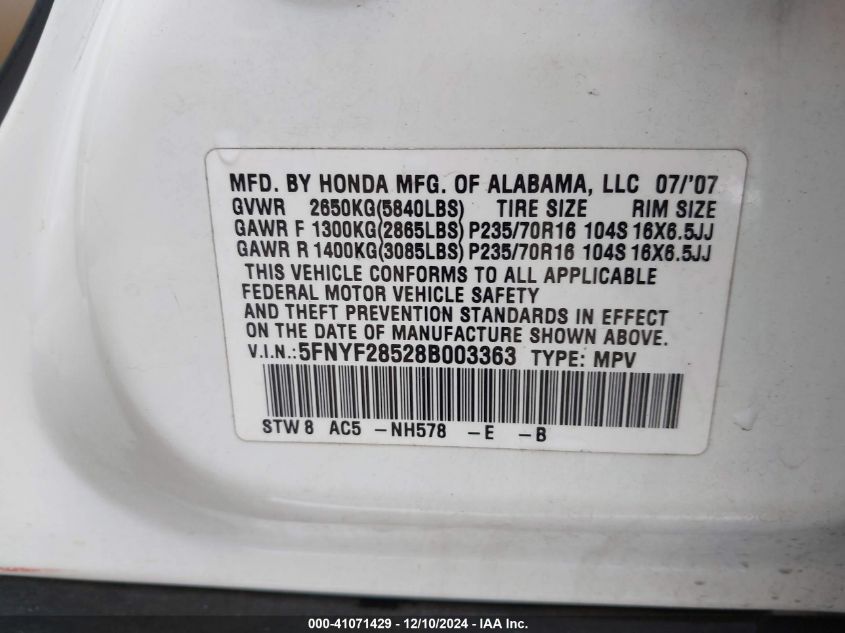 MFD. BY HONDA MFG. OF ALABAMA, LLC 07/'07
GVWR 2650KG(5840LBS) TIRE SIZE RIM SIZE
GAWR F 1300KG(2865LBS) P235/70R16 104S 16X6.5JJ
GAWR R 1400KG(3085LBS) P235/70R16 104S 16X6.5JJ
THIS VEHICLE CONFORMS TO ALL APPLICABLE
FEDERAL MOTOR VEHICLE SAFETY
AND THEFT PREVENTION STANDARDS IN EFFECT
ON THE DATE OF MANUFACTURE SHOWN ABOVE.
V.I.N.:5FNYF28528B003363 TYPE: MPV
STW8 AC5 -NH578 -E -B
000-41071429 - 12/10/2024 - IAA Inc.